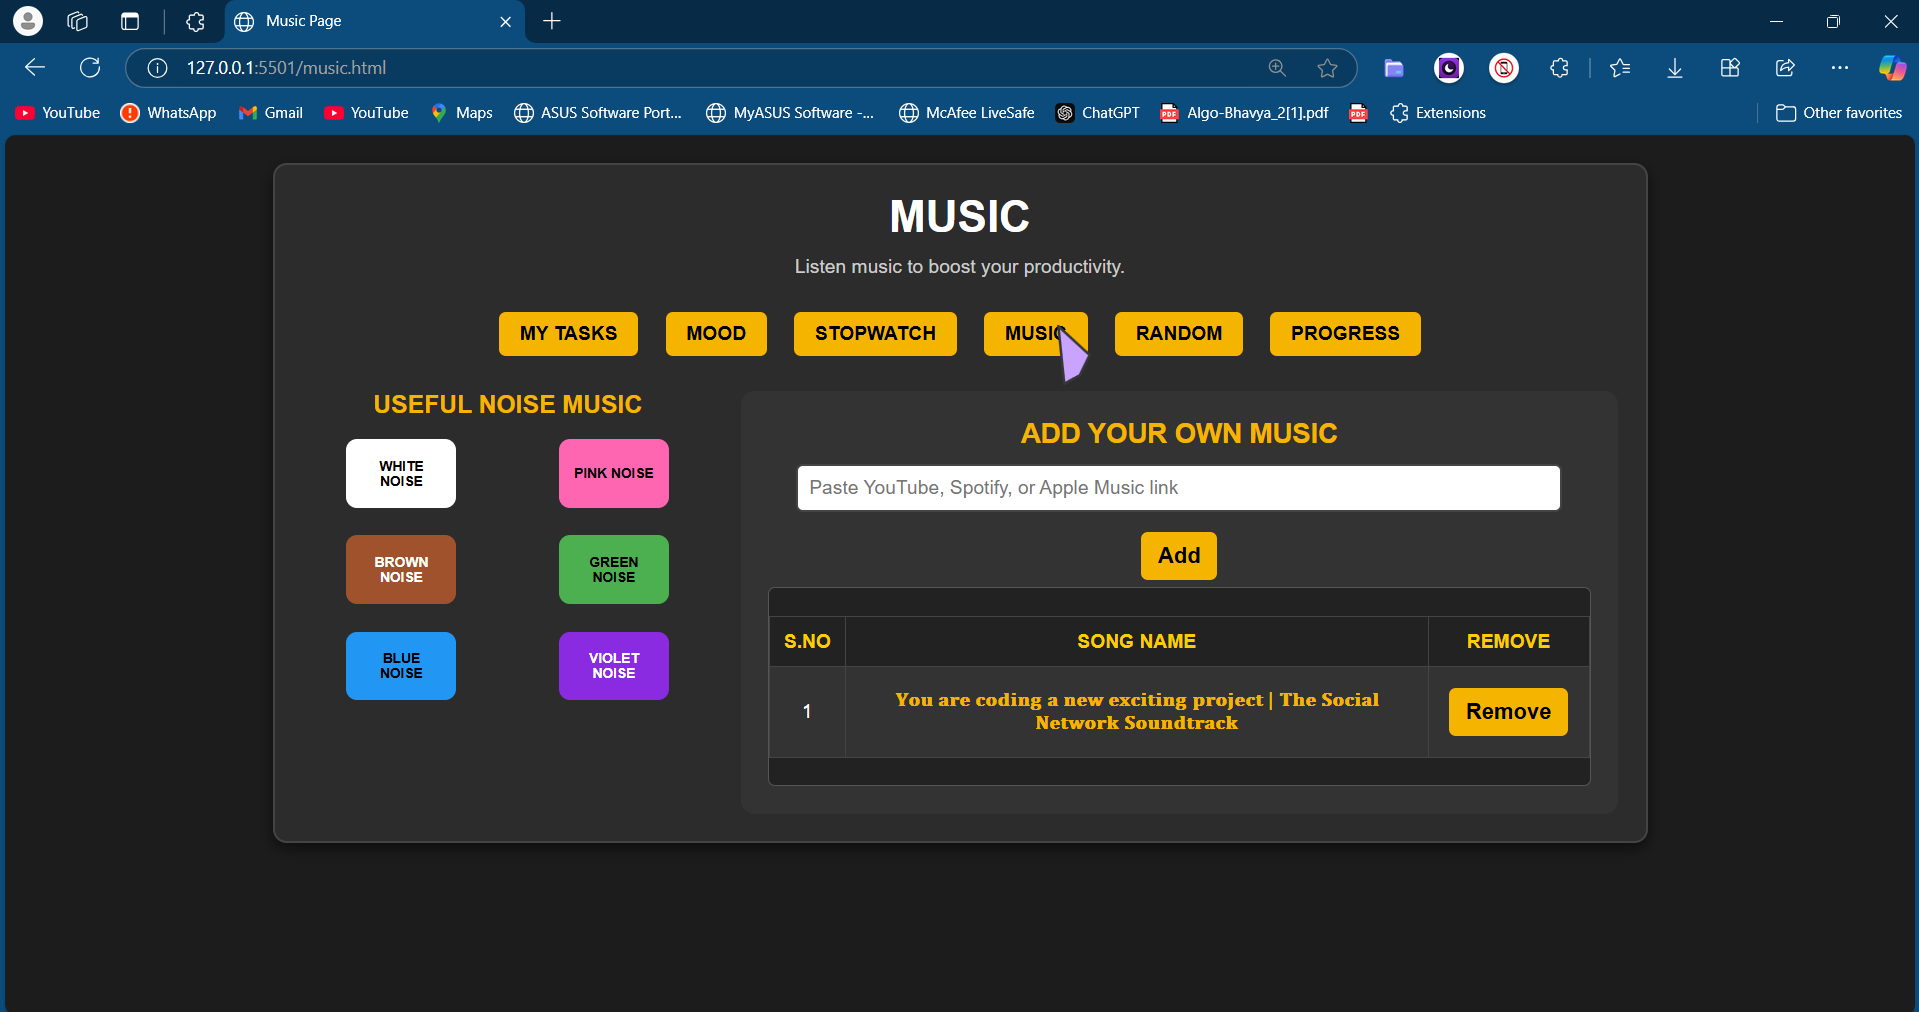 Music Page
127.0.0.1:5501/music.html
YouTube WhatsApp Gmail YouTube Maps ASUS Software Port... MyASUS Software -... McAfee LiveSafe ChatGPT Algo-Bhavya_2[1].pdf Extensions Other favorites
MUSIC
Listen music to boost your productivity.
MY TASKS MOOD STOPWATCH MUSIC RANDOM PROGRESS
USEFUL NOISE MUSIC
WHITE
NOISE
PINK NOISE
BROWN
NOISE
GREEN
NOISE
BLUE
NOISE
VIOLET
NOISE
ADD YOUR OWN MUSIC
Paste YouTube, Spotify, or Apple Music link
Add
S.NO SONG NAME REMOVE
1 You are coding a new exciting project | The Social
Network Soundtrack
Remove